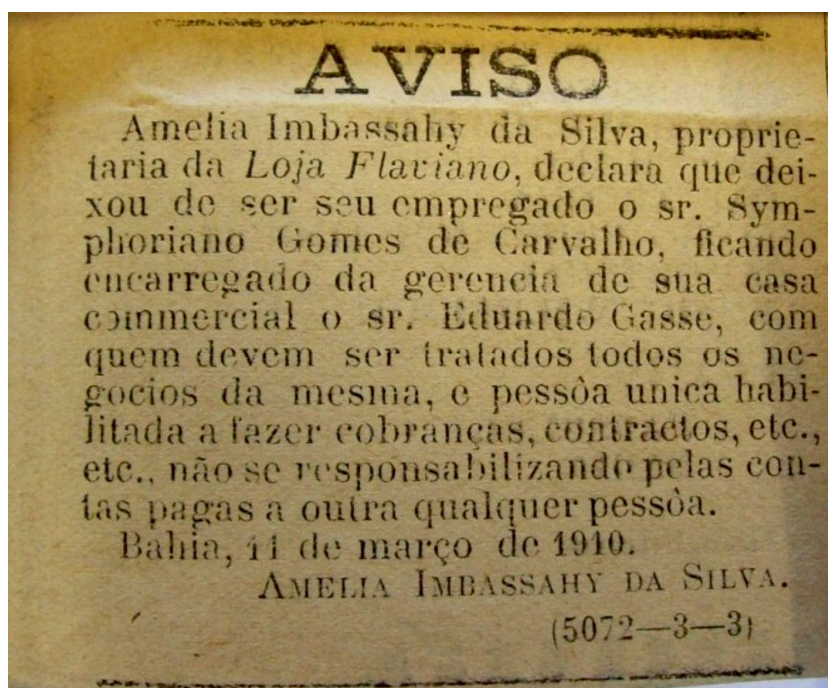 AVISO
Amelia Imbassahy da Silva, proprie-
taria da Loja Flaviano, declara que dei-
xou de ser seu empregado o sr. Sym-
phoriano Gomes de Carvalho, ficando
encarregado da gerencia de sua casa
commercial o sr. Eduardo Gasse, com
quem devem ser tratados todos os ne-
gocios da mesma, e pessôa unica habi-
litada a fazer cobranças, contractos, etc.,
etc., não se responsabilizando pelas con-
tas pagas a outra qualquer pessôa.
Bahia, 11 de março de 1910.
AMELIA IMBASSAHY DA SILVA.
(5072—3—3)